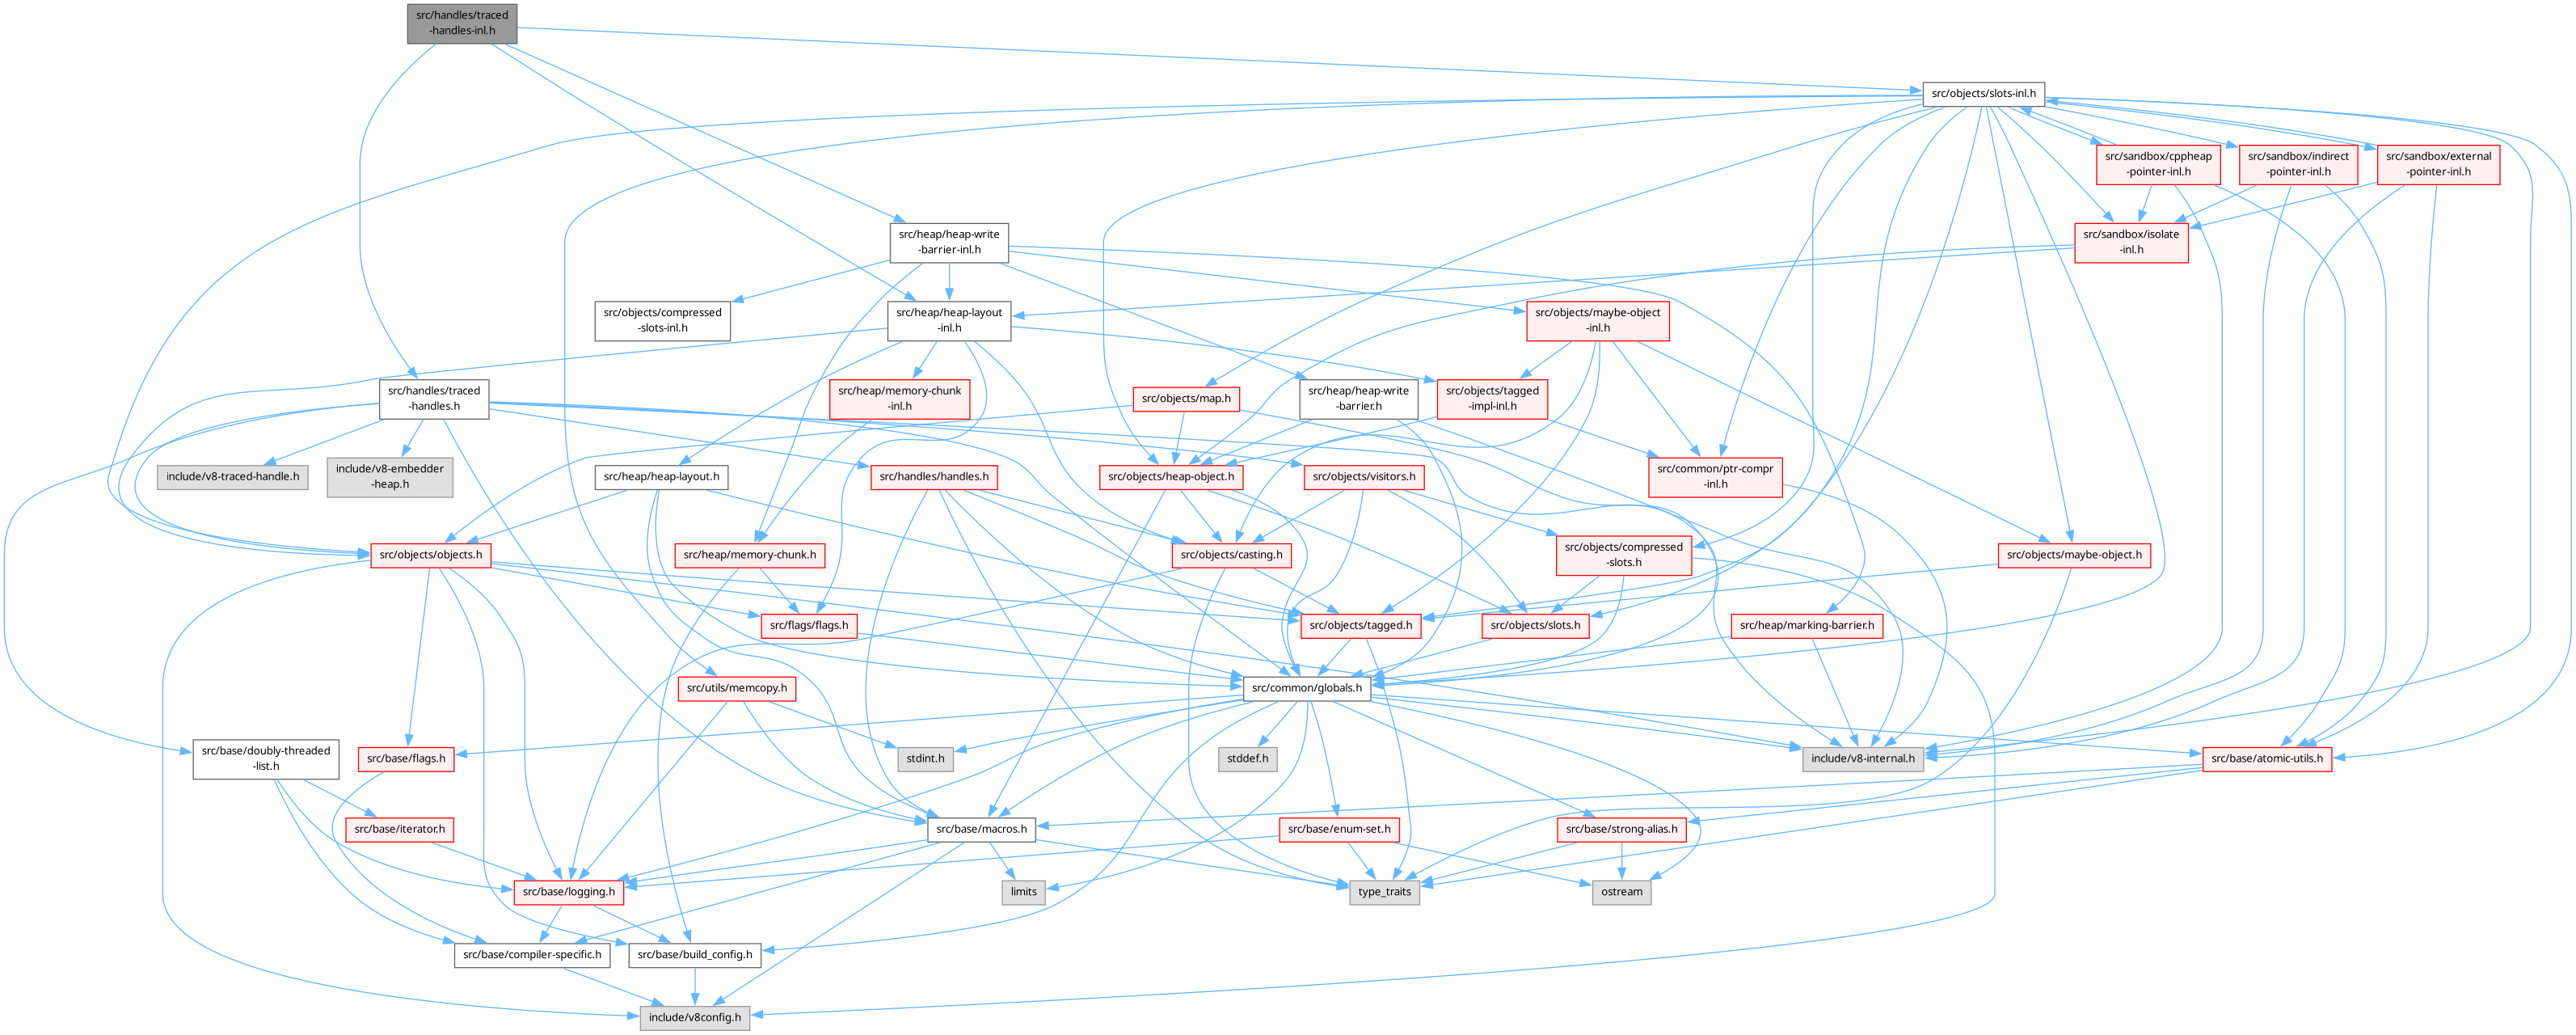 src/handles/traced
-handles-inl.h
src/objects/slots-inl.h
src/sandbox/cppheap
-pointer-inl.h
src/sandbox/indirect
-pointer-inl.h
src/sandbox/external
-pointer-inl.h
src/heap/heap-write
-barrier-inl.h
src/sandbox/isolate
-inl.h
src/objects/compressed
-slots-inl.h
src/heap/heap-layout
-inl.h
src/objects/maybe-object
-inl.h
src/handles/traced
-handles.h
src/heap/memory-chunk
-inl.h
src/objects/map.h
src/heap/heap-write
-barrier.h
src/objects/tagged
-impl-inl.h
include/v8-traced-handle.h
include/v8-embedder
-heap.h
src/heap/heap-layout.h
src/handles/handles.h
src/objects/heap-object.h
src/objects/visitors.h
src/common/ptr-compr
-inl.h
src/objects/objects.h
src/heap/memory-chunk.h
src/objects/casting.h
src/objects/compressed
-slots.h
src/objects/maybe-object.h
src/flags/flags.h
src/objects/tagged.h
src/objects/slots.h
src/heap/marking-barrier.h
src/utils/memcopy.h
src/common/globals.h
src/base/doubly-threaded
-list.h
src/base/flags.h
stdint.h
stddef.h
include/v8-internal.h
src/base/atomic-utils.h
src/base/iterator.h
src/base/macros.h
src/base/enum-set.h
src/base/strong-alias.h
src/base/logging.h
limits
type_traits
ostream
src/base/compiler-specific.h
src/base/build_config.h
include/v8config.h